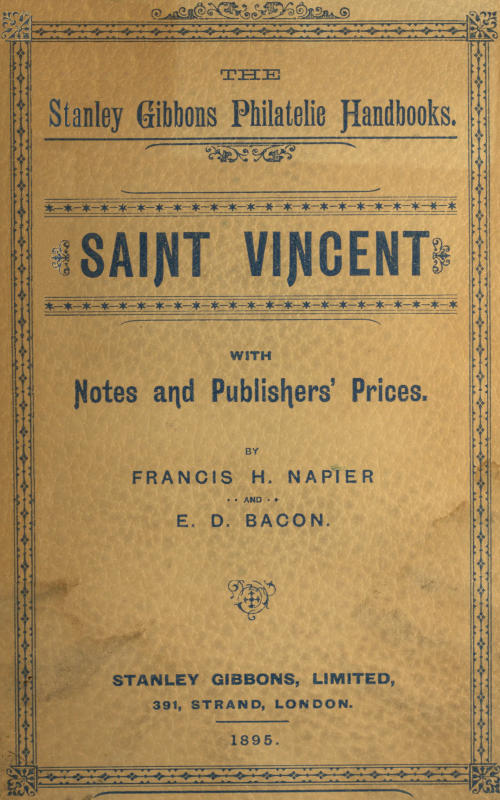 THE
Stanley Gibbons Philatelic Handbooks.
SAINT VINCENT
WITH
Notes and Publishers' Prices.
BY
FRANCIS H. NAPIER
AND
E. D. BACON.
STANLEY GIBBONS, LIMITED,
391, STRAND, LONDON.
1895.